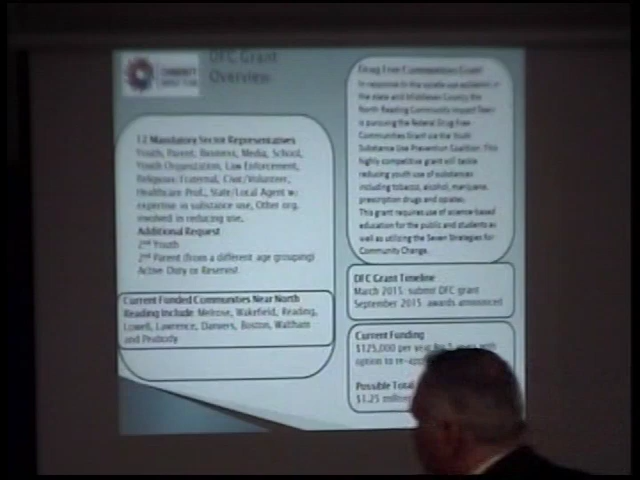 COMMUNITY
IMPACT TEAM
DFC Grant
Overview
12 Mandatory Sector Representatives
Youth, Parent, Business, Media, School,
Youth Organization, Law Enforcement,
Religious/Fraternal, Civic/Volunteer,
Healthcare Prof., State/Local Agent w/
expertise in substance use, Other org.
involved in reducing use.
Additional Request
2nd Youth
2nd Parent (from a different age grouping)
Active Duty or Reservist
Current Funded Communities Near North
Reading Include: Melrose, Wakefield, Reading,
Lowell, Lawrence, Danvers, Boston, Waltham
and Peabody
Drug Free Communities Grant
In response to the opiate use epidemic in
the state and Middlesex County, the
North Reading Community Impact Team
is pursuing the Federal Drug Free
Communities Grant via the Youth
Substance Use Prevention Coalition. This
highly competitive grant will tackle
reducing youth use of substances
including tobacco, alcohol, marijuana,
prescription drugs and opiates.
This grant requires use of science-based
education for the public and students as
well as utilizing the Seven Strategies for
Community Change.
DFC Grant Timeline
March 2015: submit DFC grant
September 2015: awards announced
Current Funding
$125,000 per year for 5 years with
option to re-apply
Possible Total
$1.25 million